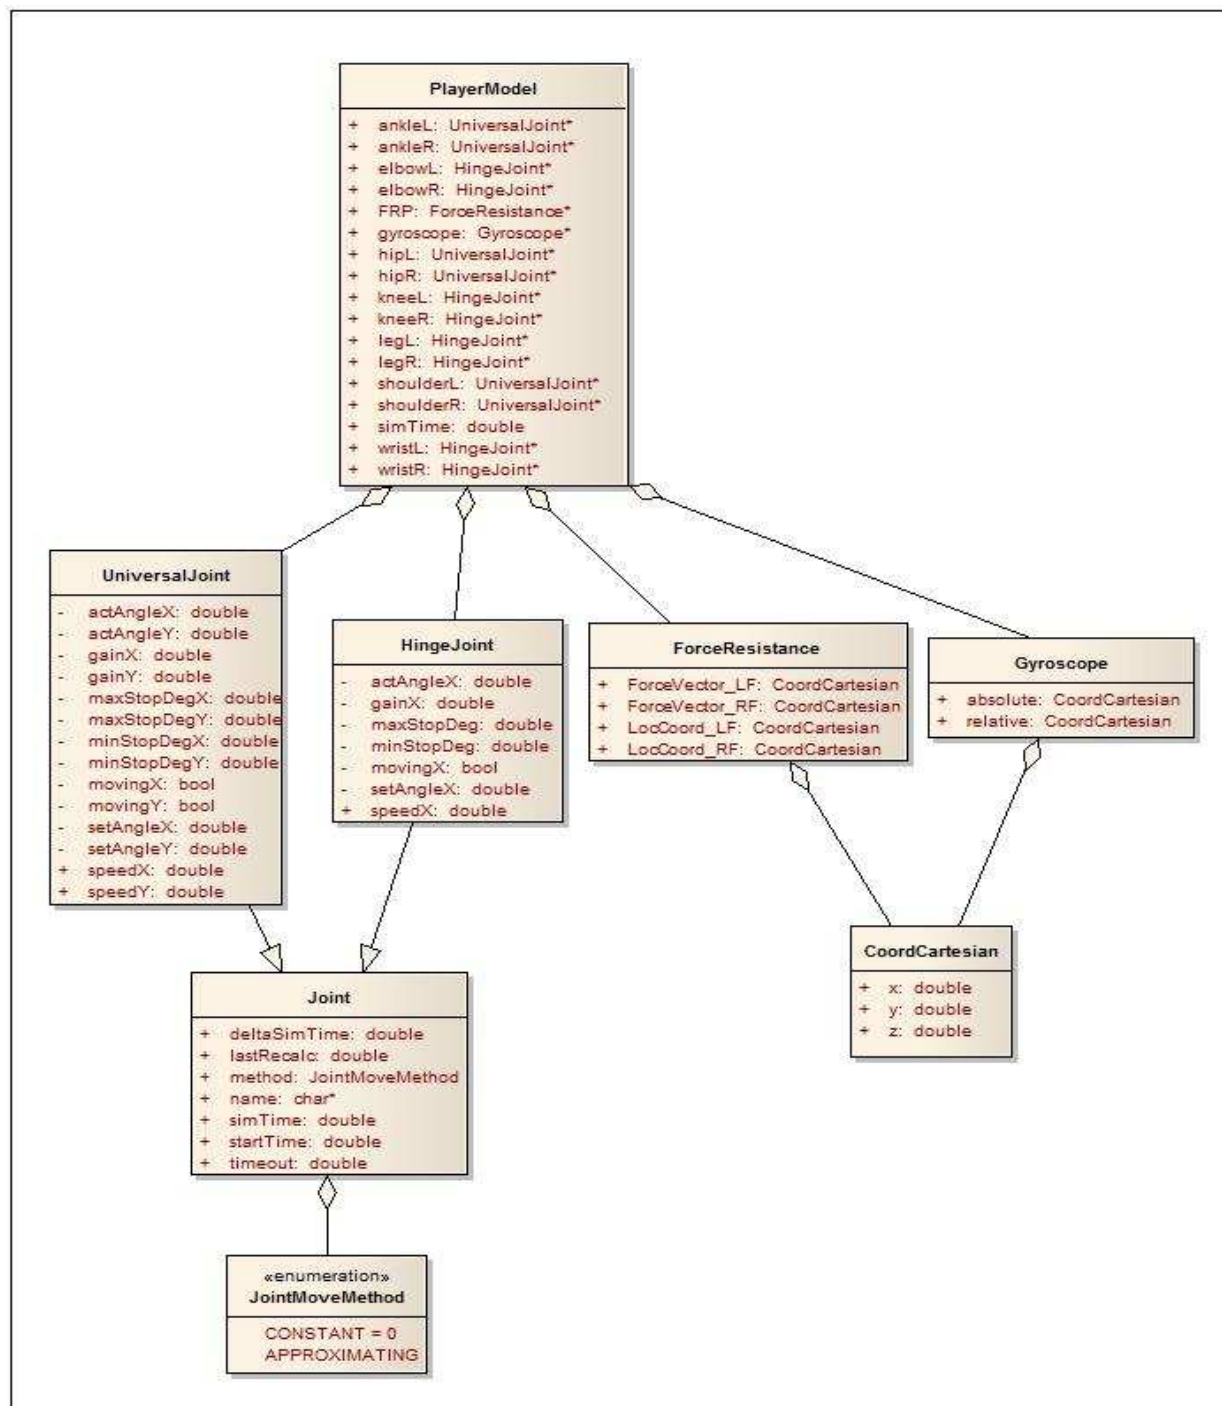 PlayerModel
+ ankleL: UniversalJoint*
+ ankleR: UniversalJoint*
+ elbowL: HingeJoint*
+ elbowR: HingeJoint*
+ FRP: ForceResistance*
+ gyroscope: Gyroscope*
+ hipL: UniversalJoint*
+ hipR: UniversalJoint*
+ kneeL: HingeJoint*
+ kneeR: HingeJoint*
+ legL: HingeJoint*
+ legR: HingeJoint*
+ shoulderL: UniversalJoint*
+ shoulderR: UniversalJoint*
+ simTime: double
+ wristL: HingeJoint*
+ wristR: HingeJoint*
UniversalJoint
- actAngleX: double
- actAngleY: double
- gainX: double
- gainY: double
- maxStopDegX: double
- maxStopDegY: double
- minStopDegX: double
- minStopDegY: double
- movingX: bool
- movingY: bool
- setAngleX: double
- setAngleY: double
+ speedX: double
+ speedY: double
HingeJoint
- actAngleX: double
- gainX: double
- maxStopDeg: double
- minStopDeg: double
- movingX: bool
- setAngleX: double
+ speedX: double
ForceResistance
+ ForceVector_LF: CoordCartesian
+ ForceVector_RF: CoordCartesian
+ LocCoord_LF: CoordCartesian
+ LocCoord_RF: CoordCartesian
Gyroscope
+ absolute: CoordCartesian
+ relative: CoordCartesian
CoordCartesian
+ x: double
+ y: double
+ z: double
Joint
+ deltaSimTime: double
+ lastRecalc: double
+ method: JointMoveMethod
+ name: char*
+ simTime: double
+ startTime: double
+ timeout: double
«enumeration»
JointMoveMethod
CONSTANT = 0
APPROXIMATING